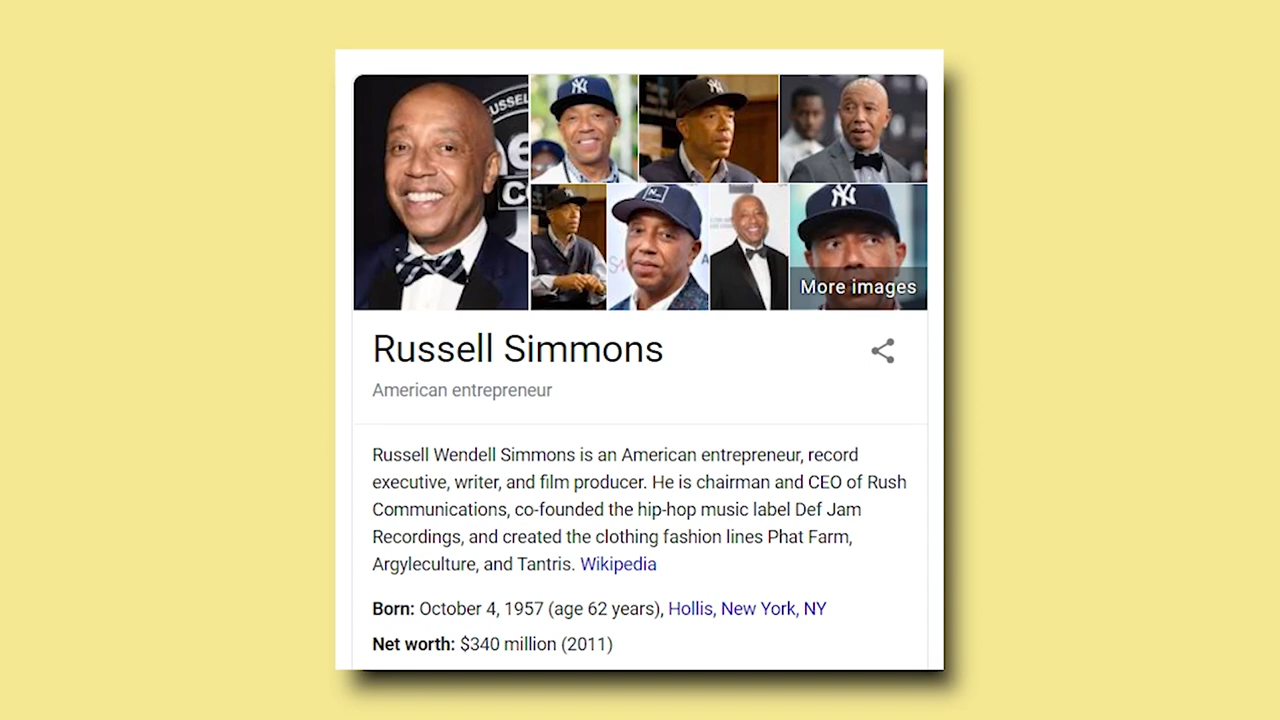 RUSSEL
More images
Russell Simmons
American entrepreneur
Russell Wendell Simmons is an American entrepreneur, record
executive, writer, and film producer. He is chairman and CEO of Rush
Communications, co-founded the hip-hop music label Def Jam
Recordings, and created the clothing fashion lines Phat Farm,
Argyleculture, and Tantris. Wikipedia
Born: October 4, 1957 (age 62 years), Hollis, New York, NY
Net worth: $340 million (2011)